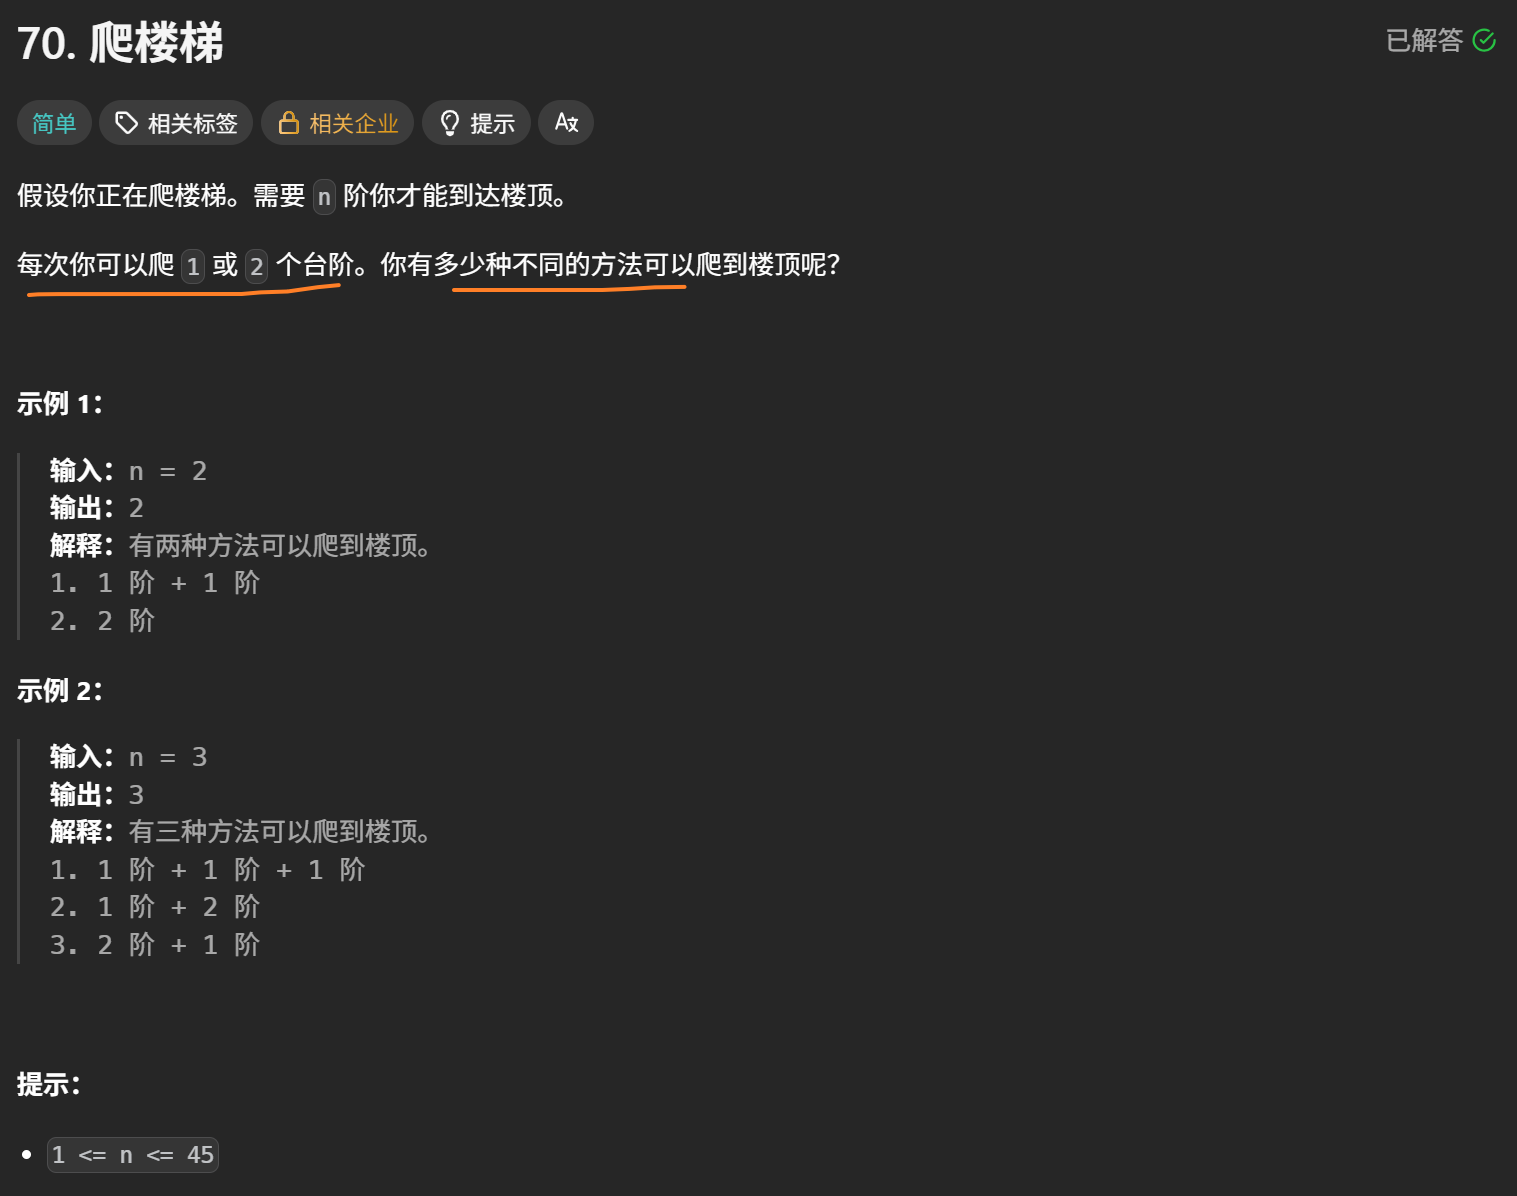 70. 爬楼梯
已解答
简单 相关标签 相关企业 提示
假设你正在爬楼梯。需要 n 阶你才能到达楼顶。
每次你可以爬 1 或 2 个台阶。你有多少种不同的方法可以爬到楼顶呢？
示例 1：
输入：n = 2
输出：2
解释：有两种方法可以爬到楼顶。
1. 1 阶 + 1 阶
2. 2 阶
示例 2：
输入：n = 3
输出：3
解释：有三种方法可以爬到楼顶。
1. 1 阶 + 1 阶 + 1 阶
2. 1 阶 + 2 阶
3. 2 阶 + 1 阶
提示：
• 1 <= n <= 45